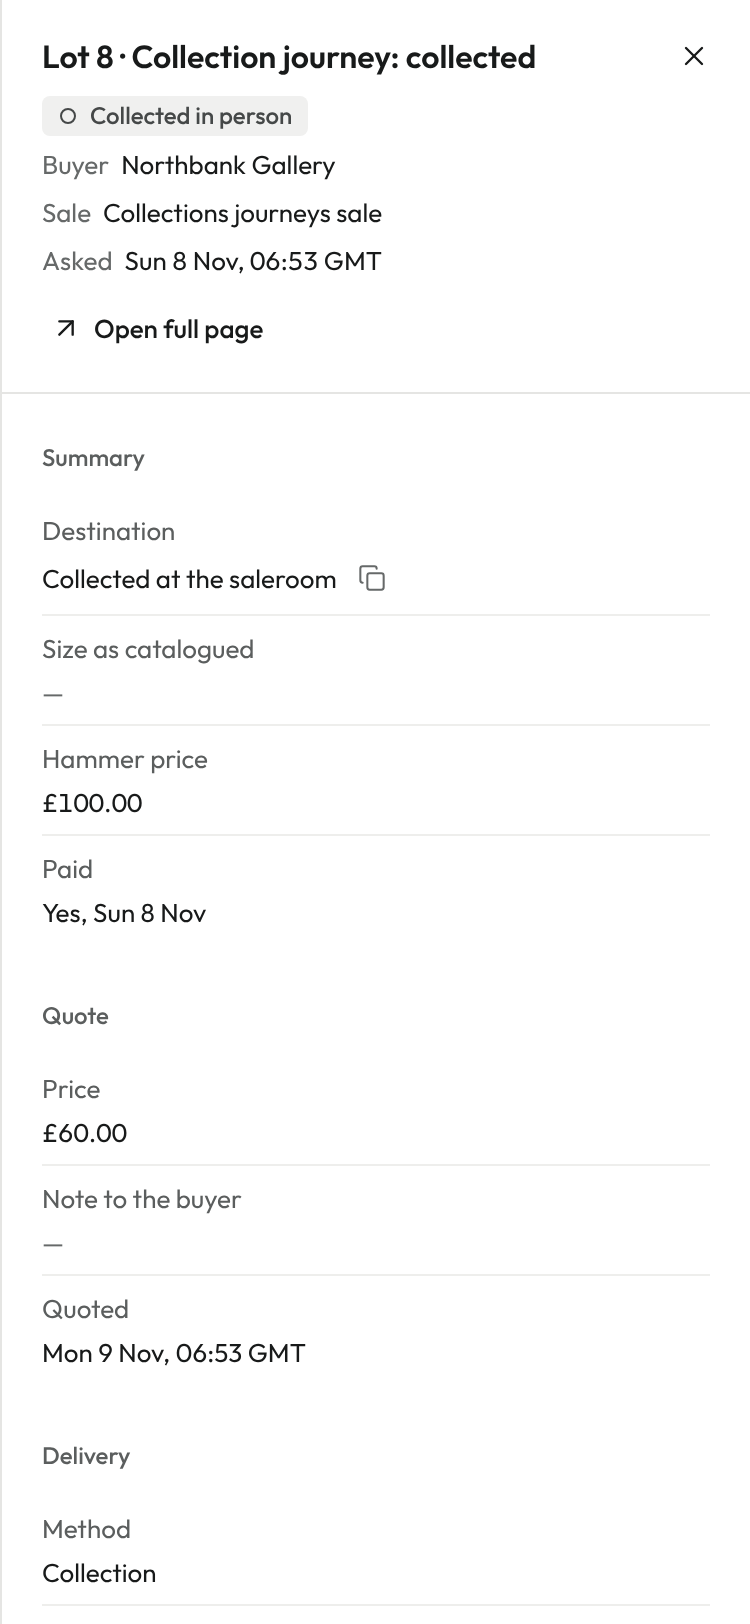 Lot 8 · Collection journey: collected
Collected in person
Buyer Northbank Gallery
Sale Collections journeys sale
Asked Sun 8 Nov, 06:53 GMT
Open full page
Summary
Destination
Collected at the saleroom
Size as catalogued
—
Hammer price
£100.00
Paid
Yes, Sun 8 Nov
Quote
Price
£60.00
Note to the buyer
—
Quoted
Mon 9 Nov, 06:53 GMT
Delivery
Method
Collection